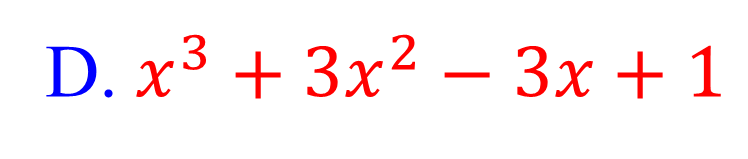 D. x³ + 3x² − 3x + 1